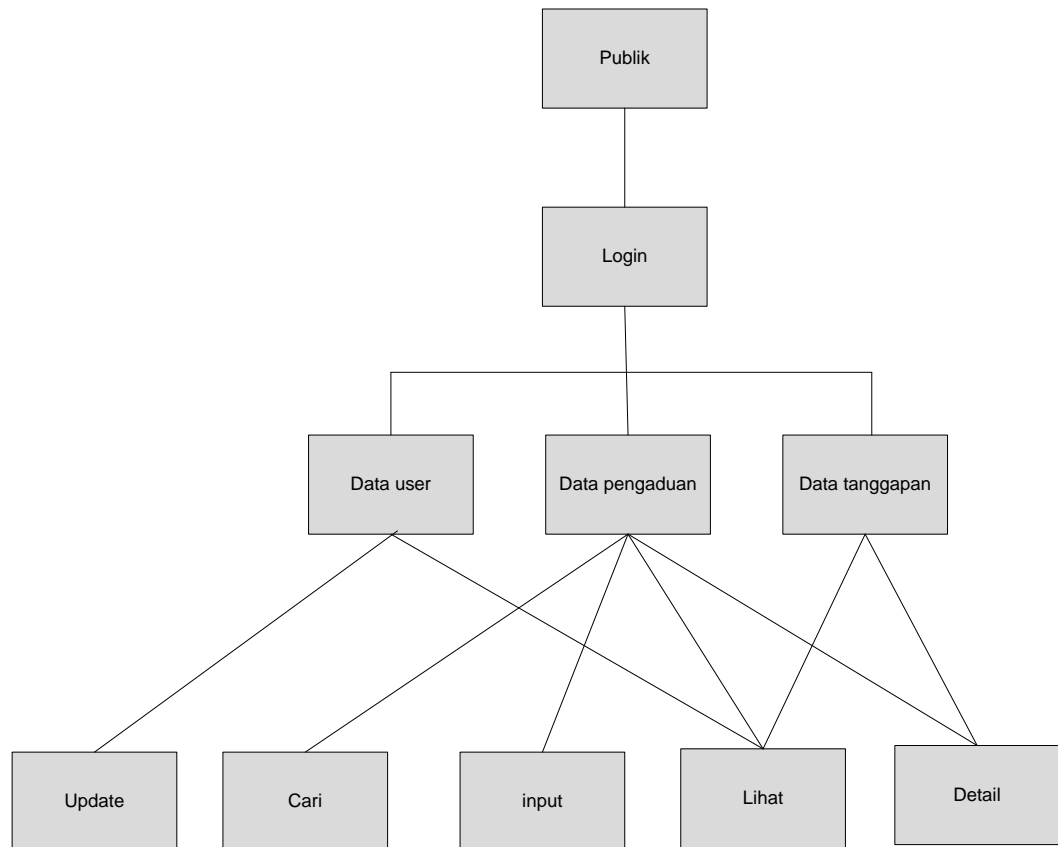 Publik
Login
Data user
Data pengaduan
Data tanggapan
Update
Cari
input
Lihat
Detail